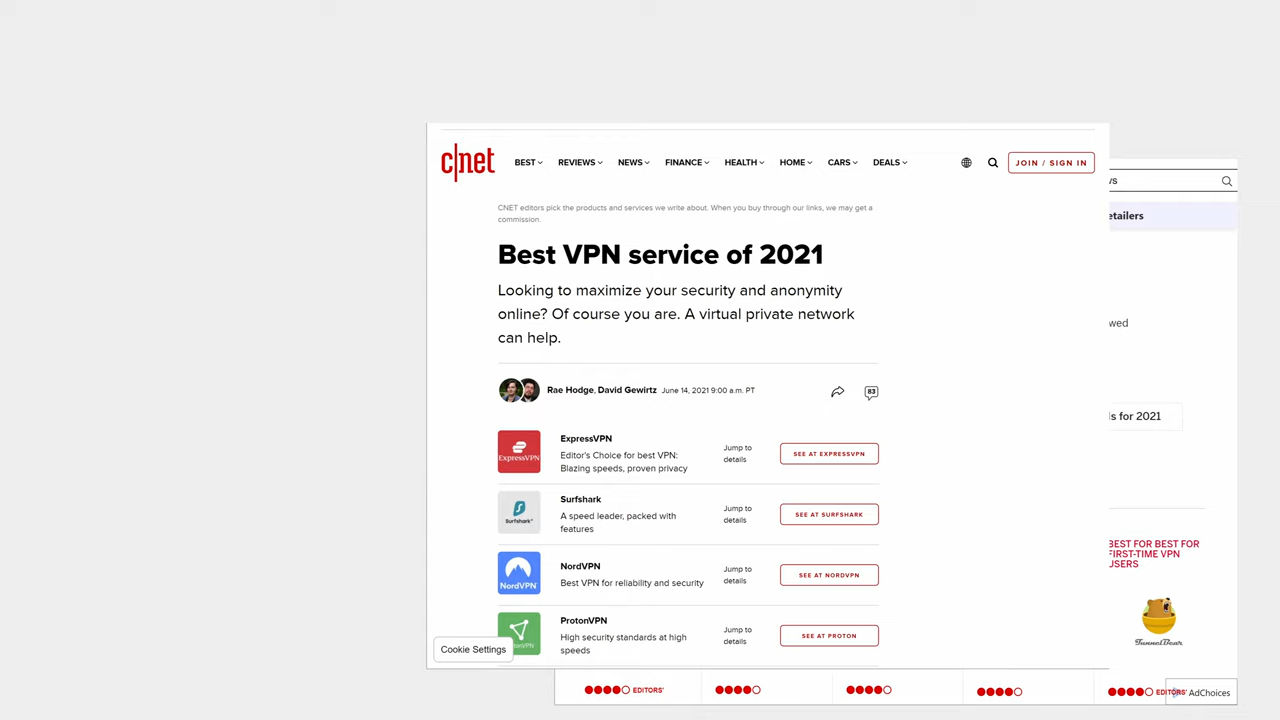 c|net
BEST REVIEWS NEWS FINANCE HEALTH HOME CARS DEALS
JOIN / SIGN IN
CNET editors pick the products and services we write about. When you buy through our links, we may get a
commission.
Best VPN service of 2021
Looking to maximize your security and anonymity
online? Of course you are. A virtual private network
can help.
Rae Hodge, David Gewirtz June 14, 2021 9:00 a.m. PT
83
ExpressVPN
ExpressVPN
Editor's Choice for best VPN:
Blazing speeds, proven privacy
Jump to
details
SEE AT EXPRESSVPN
Surfshark
Surfshark
A speed leader, packed with
features
Jump to
details
SEE AT SURFSHARK
NordVPN
NordVPN
Best VPN for reliability and security
Jump to
details
SEE AT NORDVPN
ProtonVPN
High security standards at high
speeds
Jump to
details
SEE AT PROTON
Cookie Settings
vs
etailers
wed
ls for 2021
BEST FOR BEST FOR
FIRST-TIME VPN
USERS
TunnelBear
EDITORS'
EDITORS'
AdChoices